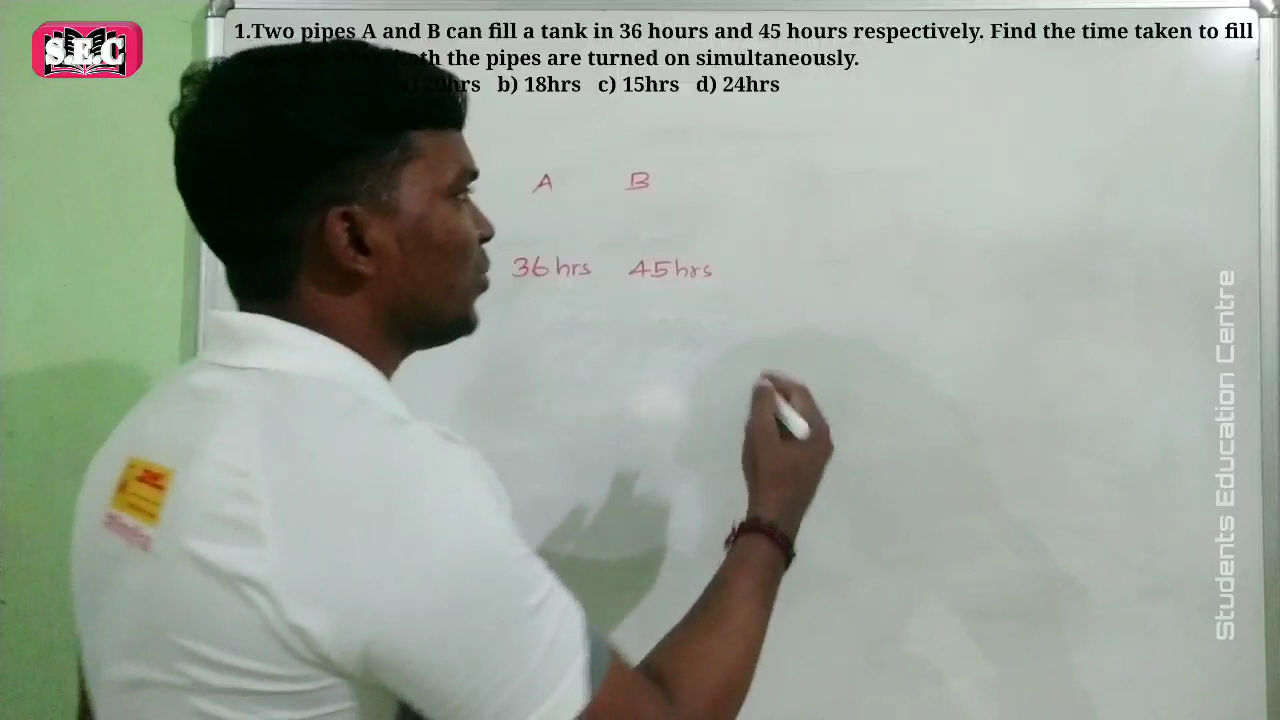 S.E.C
1.Two pipes A and B can fill a tank in 36 hours and 45 hours respectively. Find the time taken to fill
the pipes are turned on simultaneously.
b) 18hrs c) 15hrs d) 24hrs
A B
36 hrs 45 hrs
Students Education Centre